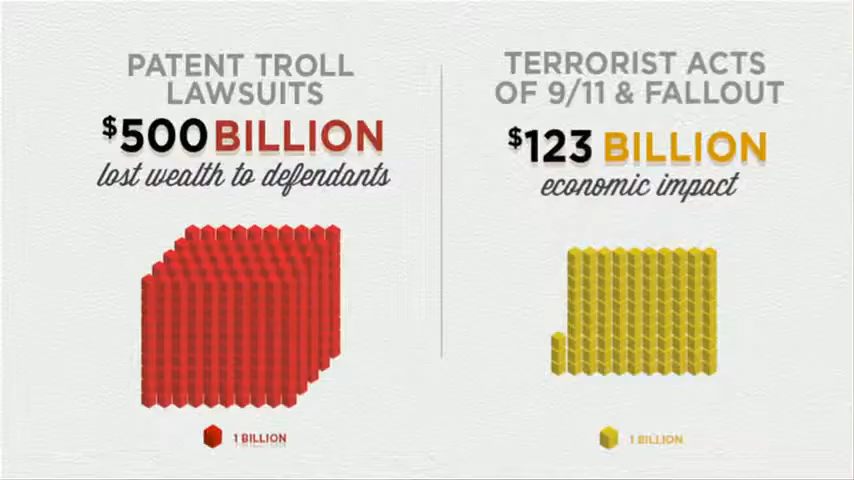 PATENT TROLL
LAWSUITS
$500 BILLION
lost wealth to defendants
1 BILLION
TERRORIST ACTS
OF 9/11 & FALLOUT
$123 BILLION
economic impact
1 BILLION